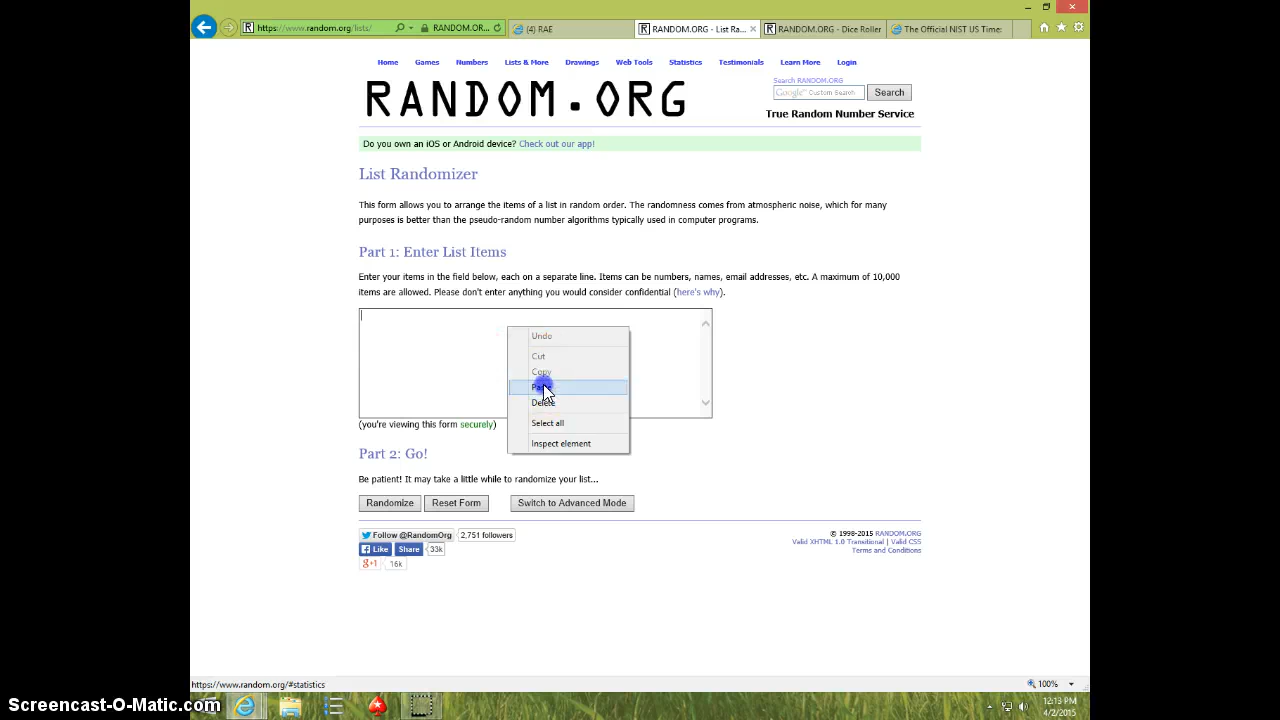 https://www.random.org/lists/
RANDOM.OR...
(4) RAE
RANDOM.ORG - List Ra...
RANDOM.ORG - Dice Roller
The Official NIST US Time:
Home Games Numbers Lists & More Drawings Web Tools Statistics Testimonials Learn More Login
RANDOM.ORG
Search RANDOM.ORG
Google™ Custom Search
Search
True Random Number Service
Do you own an iOS or Android device? Check out our app!
List Randomizer
This form allows you to arrange the items of a list in random order. The randomness comes from atmospheric noise, which for many
purposes is better than the pseudo-random number algorithms typically used in computer programs.
Part 1: Enter List Items
Enter your items in the field below, each on a separate line. Items can be numbers, names, email addresses, etc. A maximum of 10,000
items are allowed. Please don't enter anything you would consider confidential (here's why).
Undo
Cut
Copy
Delete
Select all
Inspect element
(you're viewing this form securely)
Part 2: Go!
Be patient! It may take a little while to randomize your list...
Randomize Reset Form Switch to Advanced Mode
Follow @RandomOrg 2,751 followers
Like Share 33k
g+1 16k
© 1998-2015 RANDOM.ORG
Valid XHTML 1.0 Transitional | Valid CSS
Terms and Conditions
https://www.random.org/#statistics
100%
Screencast-O-Matic.com
12:13 PM
4/2/2015